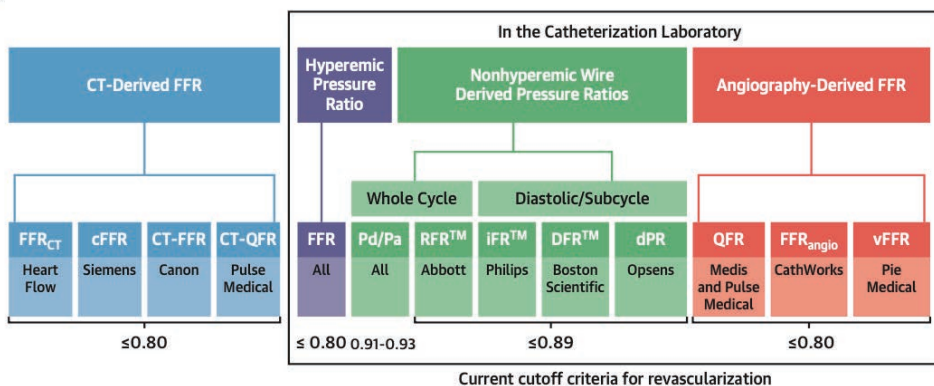 In the Catheterization Laboratory
CT-Derived FFR
Hyperemic
Pressure
Ratio
Nonhyperemic Wire
Derived Pressure Ratios
Angiography-Derived FFR
Whole Cycle
Diastolic/Subcycle
FFRCT
cFFR
CT-FFR
CT-QFR
FFR
Pd/Pa
RFR™
iFR™
DFR™
dPR
QFR
FFRangio
vFFR
Heart
Flow
Siemens
Canon
Pulse
Medical
All
All
Abbott
Philips
Boston
Scientific
Opsens
Medis
and Pulse
Medical
CathWorks
Pie
Medical
≤0.80
≤ 0.80
0.91-0.93
≤0.89
≤0.80
Current cutoff criteria for revascularization